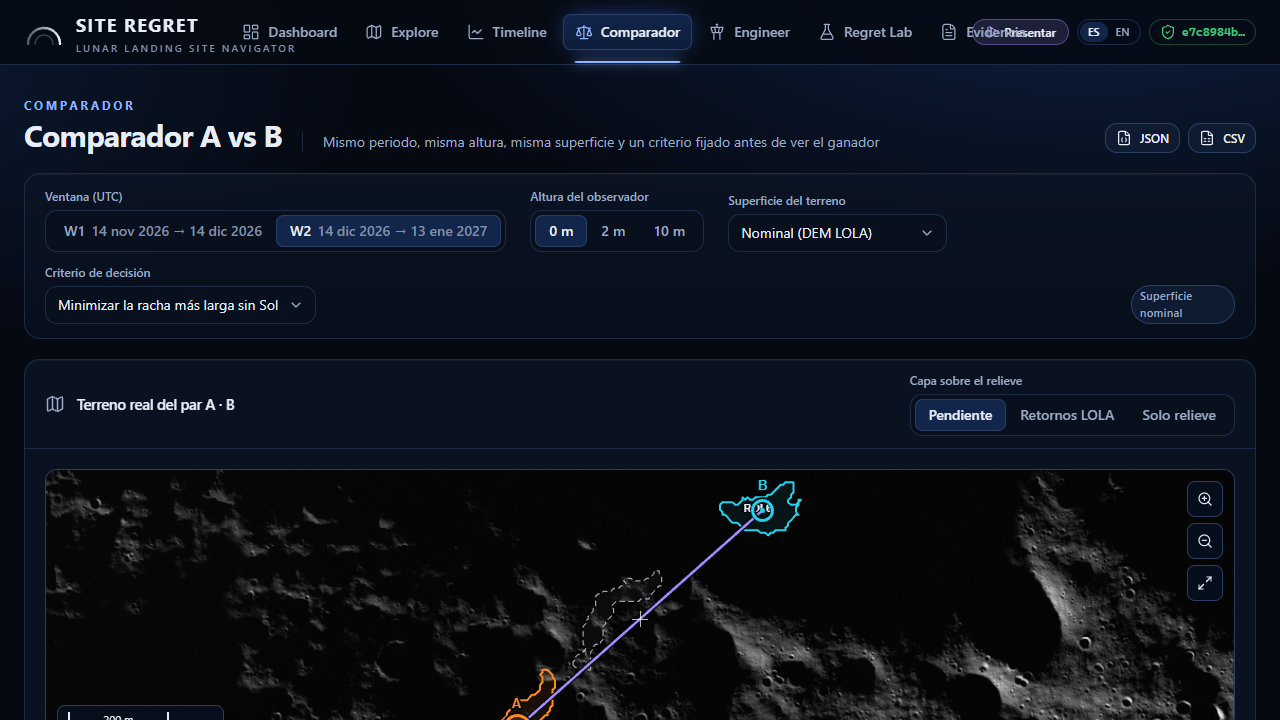 SITE REGRET
LUNAR LANDING SITE NAVIGATOR
Dashboard
Explore
Timeline
Comparador
Engineer
Regret Lab
Presentar
ES EN
e7c8984b…
COMPARADOR
Comparador A vs B
Mismo periodo, misma altura, misma superficie y un criterio fijado antes de ver el ganador
JSON
CSV
Ventana (UTC)
W1 14 nov 2026 → 14 dic 2026
W2 14 dic 2026 → 13 ene 2027
Altura del observador
0 m
2 m
10 m
Superficie del terreno
Nominal (DEM LOLA)
Criterio de decisión
Minimizar la racha más larga sin Sol
Superficie
nominal
Terreno real del par A · B
Capa sobre el relieve
Pendiente
Retornos LOLA
Solo relieve
B
A